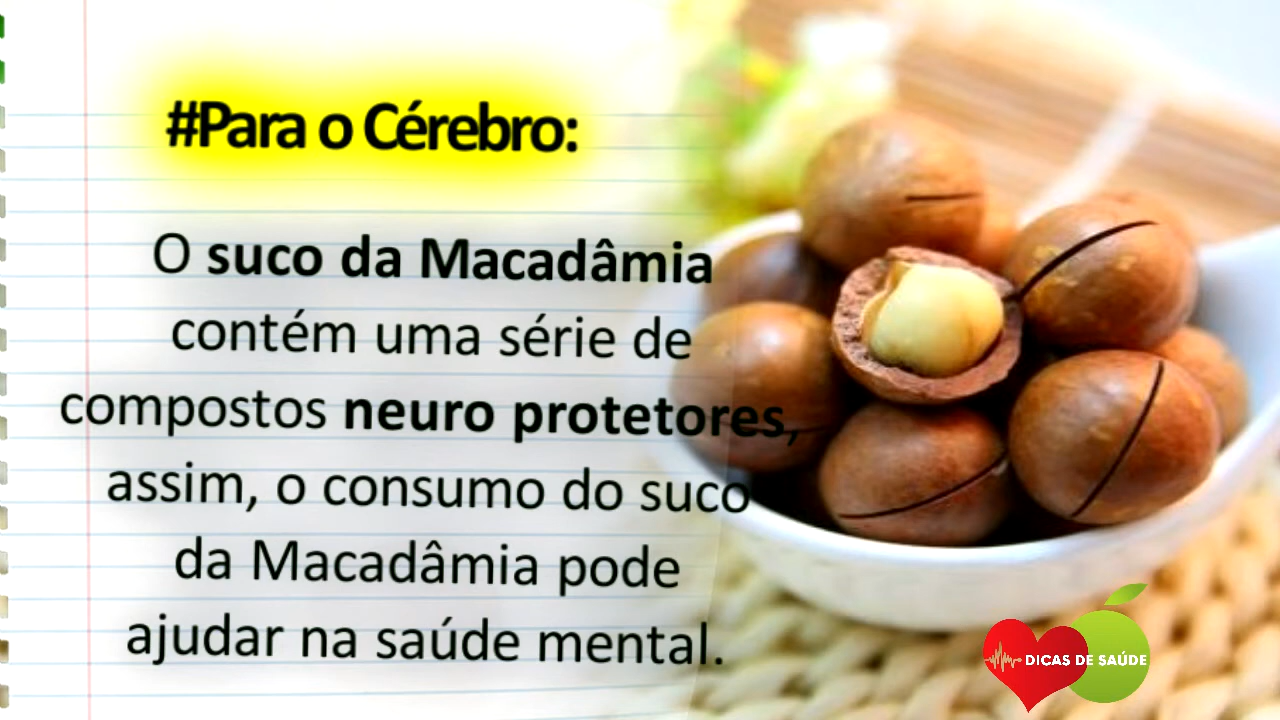 #Para o Cérebro:
O suco da Macadâmia
contém uma série de
compostos neuro protetores,
assim, o consumo do suco
da Macadâmia pode
ajudar na saúde mental.
DICAS DE SAÚDE